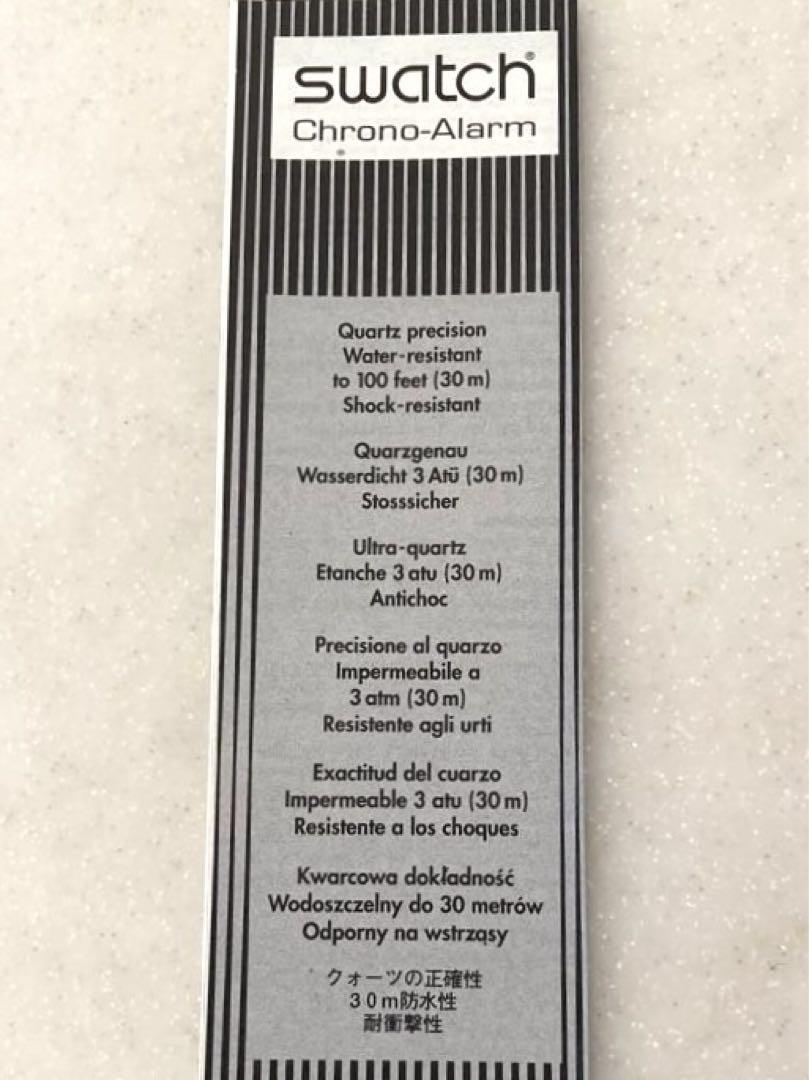 swatch®
Chrono-Alarm
Quartz precision
Water-resistant
to 100 feet (30 m)
Shock-resistant
Quarzgenau
Wasserdicht 3 Atü (30 m)
Stosssicher
Ultra-quartz
Etanche 3 atu (30 m)
Antichoc
Precisione al quarzo
Impermeabile a
3 atm (30 m)
Resistente agli urti
Exactitud del cuarzo
Impermeable 3 atu (30 m)
Resistente a los choques
Kwarcowa dokładność
Wodoszczelny do 30 metrów
Odporny na wstrząsy
クォーツの正確性
30m防水性
耐衝撃性